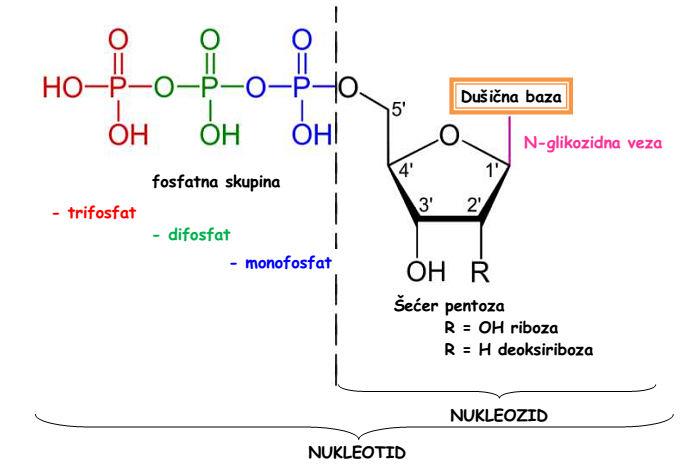 O O O
HO P O P O P O
OH OH OH
5'
Dušična baza
N-glikozidna veza
O
4' 1'
3' 2'
OH R
fosfatna skupina
- trifosfat
- difosfat
- monofosfat
Šećer pentoza
R = OH riboza
R = H deoksiriboza
NUKLEOZID
NUKLEOTID